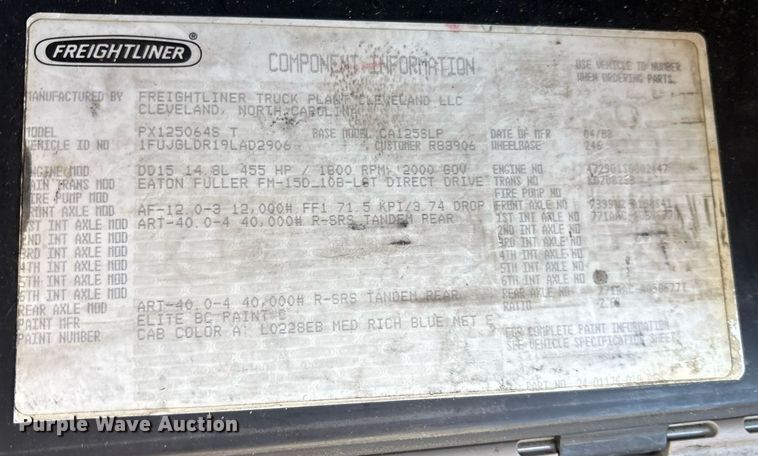 FREIGHTLINER®
COMPONENT INFORMATION
USE VEHICLE ID NUMBER
WHEN ORDERING PARTS
MANUFACTURED BY FREIGHTLINER TRUCK PLANT CLEVELAND LLC
CLEVELAND, NORTH CAROLINA
MODEL PX125064S T BASE MODEL CA125SLP DATE OF MFR 04/08
VEHICLE ID NO 1FUJGLDR19LAD2906 CUSTOMER R83906 WHEELBASE 246
ENGINE MOD DD15 14.8L 455 HP / 1800 RPM; 2000 GOV ENGINE NO
MAIN TRANS MOD EATON FULLER FM-15D_10B-LST DIRECT DRIVE TRANS NO
FIRE PUMP MOD FIRE PUMP NO
FRONT AXLE MOD AF-12.0-3 12,000# FF1 71.5 KPI/3.74 DROP FRONT AXLE NO
1ST INT AXLE MOD ART-40.0-4 40,000# R-SRS TANDEM REAR 1ST INT AXLE NO
2ND INT AXLE MOD 2ND INT AXLE NO
3RD INT AXLE MOD 3RD INT AXLE NO
4TH INT AXLE MOD 4TH INT AXLE NO
5TH INT AXLE MOD 5TH INT AXLE NO
6TH INT AXLE MOD 6TH INT AXLE NO
REAR AXLE MOD ART-40.0-4 40,000# R-SRS TANDEM REAR REAR AXLE NO
PAINT MFR ELITE BC PAINT C RATIO
PAINT NUMBER CAB COLOR A: L0228EB MED RICH BLUE NET E
FOR COMPLETE PAINT INFORMATION
SEE VEHICLE SPECIFICATION SHEET
PART NO
Purple Wave Auction